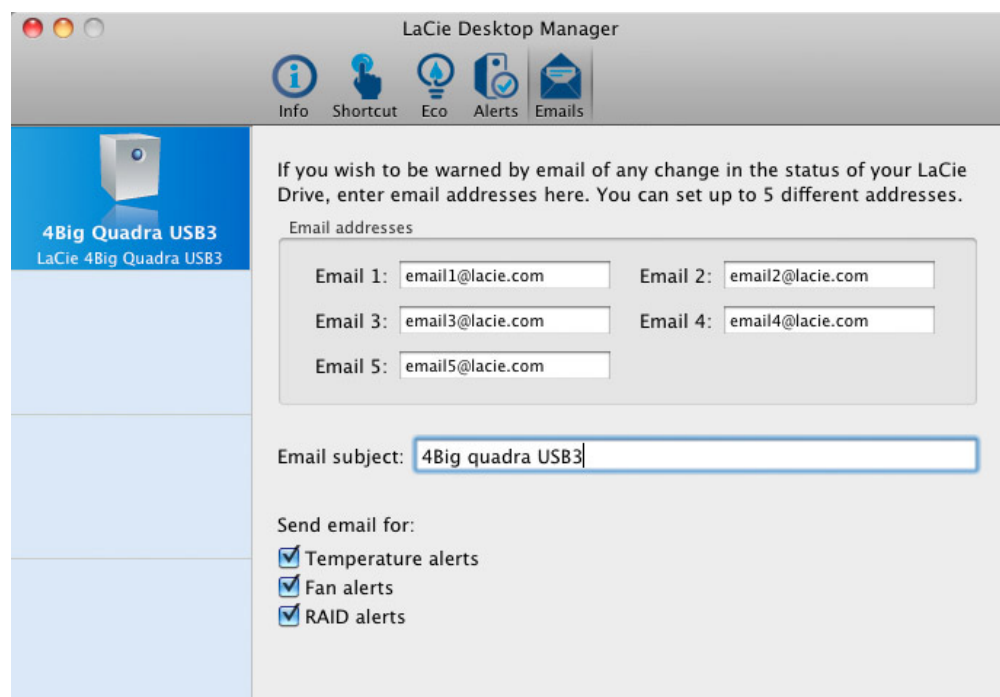 LaCie Desktop Manager
Info Shortcut Eco Alerts Emails
4Big Quadra USB3
LaCie 4Big Quadra USB3
If you wish to be warned by email of any change in the status of your LaCie
Drive, enter email addresses here. You can set up to 5 different addresses.
Email addresses
Email 1: email1@lacie.com Email 2: email2@lacie.com
Email 3: email3@lacie.com Email 4: email4@lacie.com
Email 5: email5@lacie.com
Email subject: 4Big quadra USB3
Send email for:
Temperature alerts
Fan alerts
RAID alerts